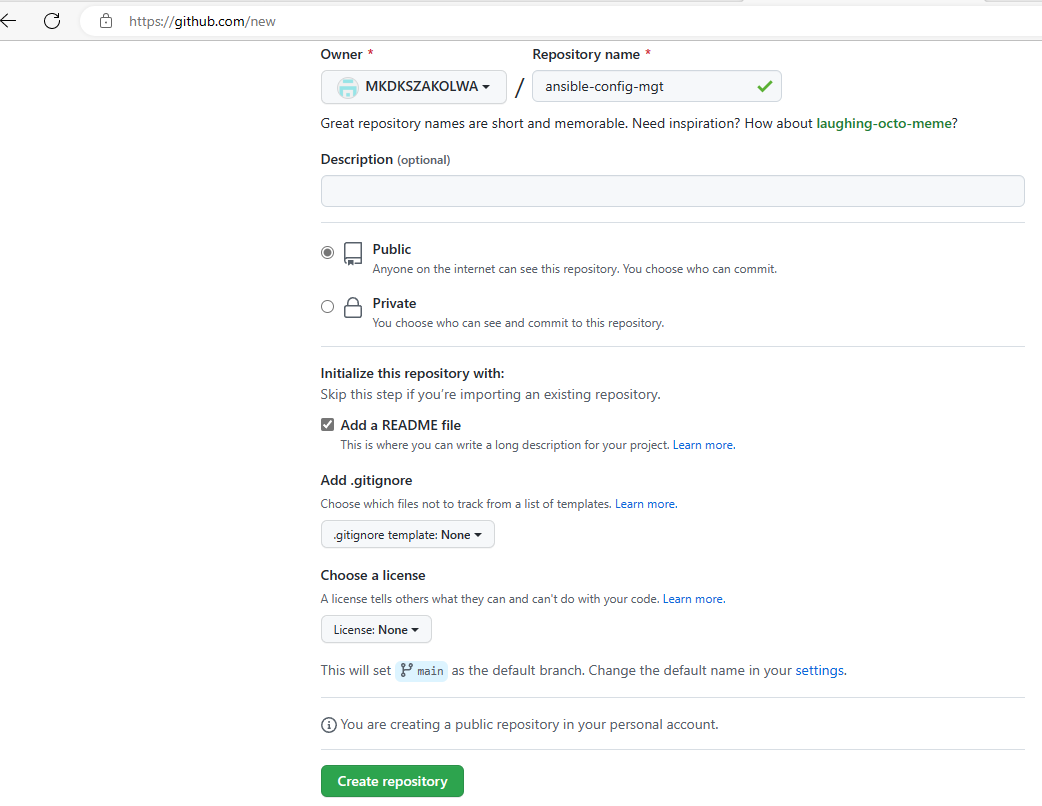 https://github.com/new
Owner * Repository name *
MKDKSZAKOLWA / ansible-config-mgt
Great repository names are short and memorable. Need inspiration? How about laughing-octo-meme?
Description (optional)
Public
Anyone on the internet can see this repository. You choose who can commit.
Private
You choose who can see and commit to this repository.
Initialize this repository with:
Skip this step if you're importing an existing repository.
Add a README file
This is where you can write a long description for your project. Learn more.
Add .gitignore
Choose which files not to track from a list of templates. Learn more.
.gitignore template: None
Choose a license
A license tells others what they can and can't do with your code. Learn more.
License: None
This will set main as the default branch. Change the default name in your settings.
You are creating a public repository in your personal account.
Create repository